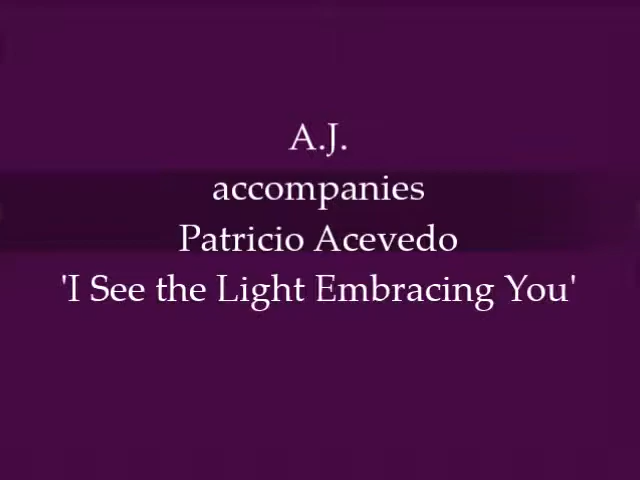 A.J.
accompanies
Patricio Acevedo
'I See the Light Embracing You'